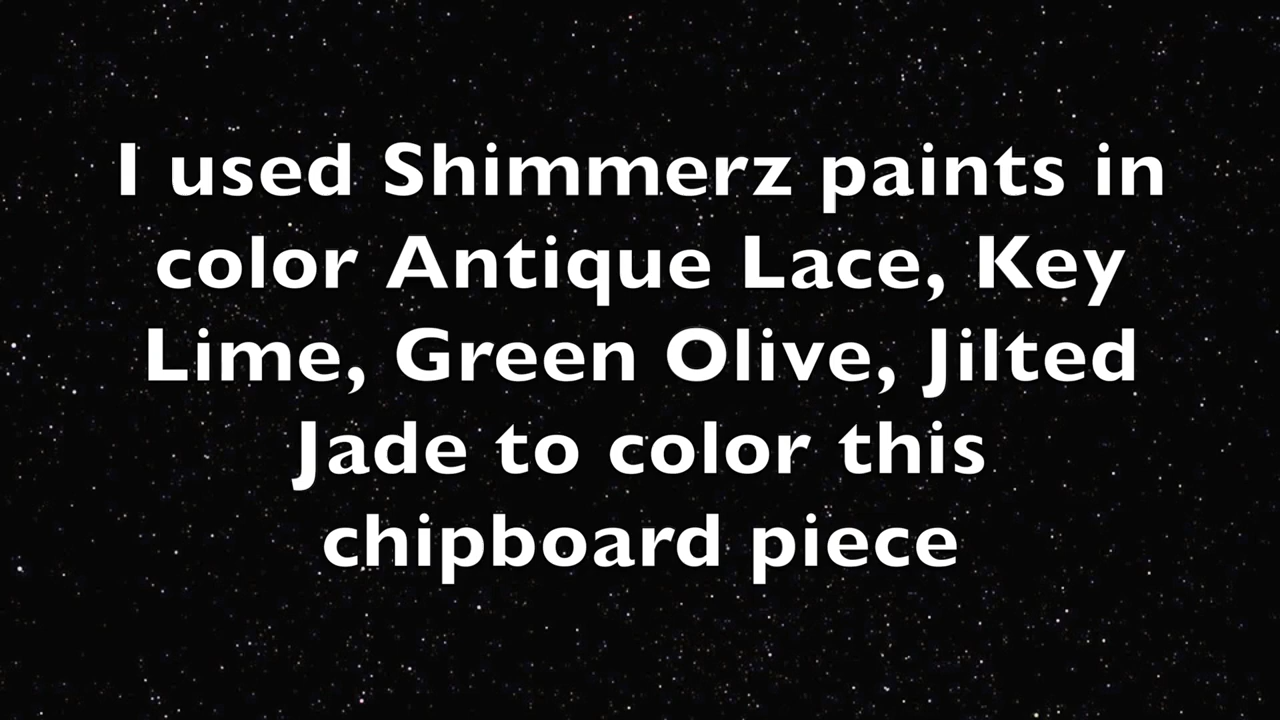 I used Shimmerz paints in
color Antique Lace, Key
Lime, Green Olive, Jilted
Jade to color this
chipboard piece